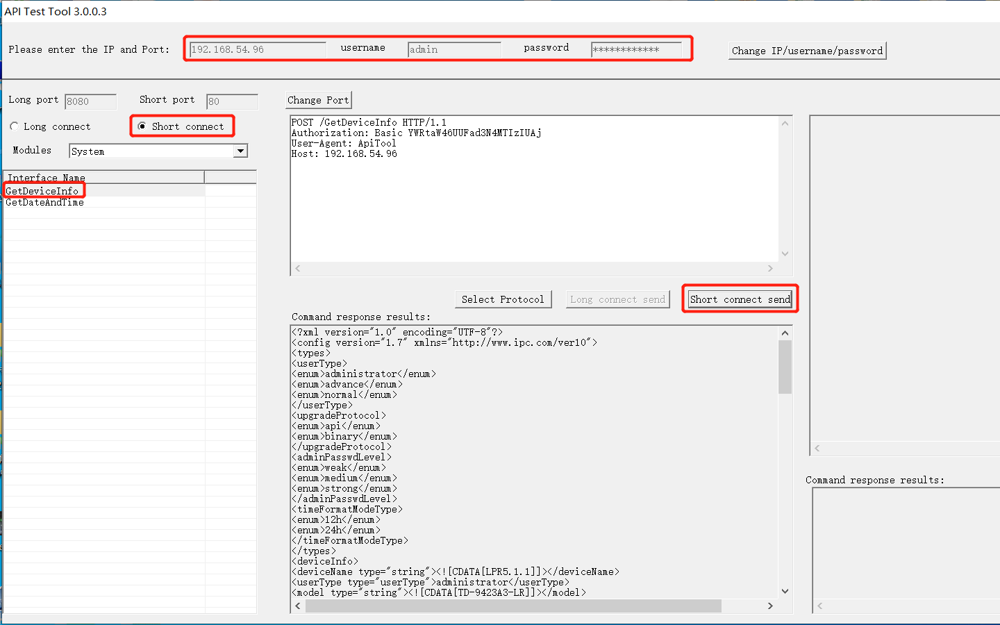 API Test Tool 3.0.0.3
Please enter the IP and Port: 192.168.54.96 username admin password ************ Change IP/username/password
Long port 8080 Short port 80 Change Port
Long connect Short connect
Modules System
Interface Name
GetDeviceInfo
GetDateAndTime
POST /GetDeviceInfo HTTP/1.1
Authorization: Basic YWRtaW46UUFad3N4MTIzIUAj
User-Agent: ApiTool
Host: 192.168.54.96
Select Protocol Long connect send Short connect send
Command response results:
<?xml version="1.0" encoding="UTF-8"?>
<config version="1.7" xmlns="http://www.ipc.com/ver10">
<types>
<userType>
<enum>administrator</enum>
<enum>advance</enum>
<enum>normal</enum>
</userType>
<upgradeProtocol>
<enum>api</enum>
<enum>binary</enum>
</upgradeProtocol>
<adminPasswdLevel>
<enum>weak</enum>
<enum>medium</enum>
<enum>strong</enum>
</adminPasswdLevel>
<timeFormatModeType>
<enum>12h</enum>
<enum>24h</enum>
</timeFormatModeType>
</types>
<deviceInfo>
<deviceName type="string"><![CDATA[LPR5.1.1]]></deviceName>
<userType type="userType">administrator</userType>
<model type="string"><![CDATA[TD-9423A3-LR]]></model>
Command response results: